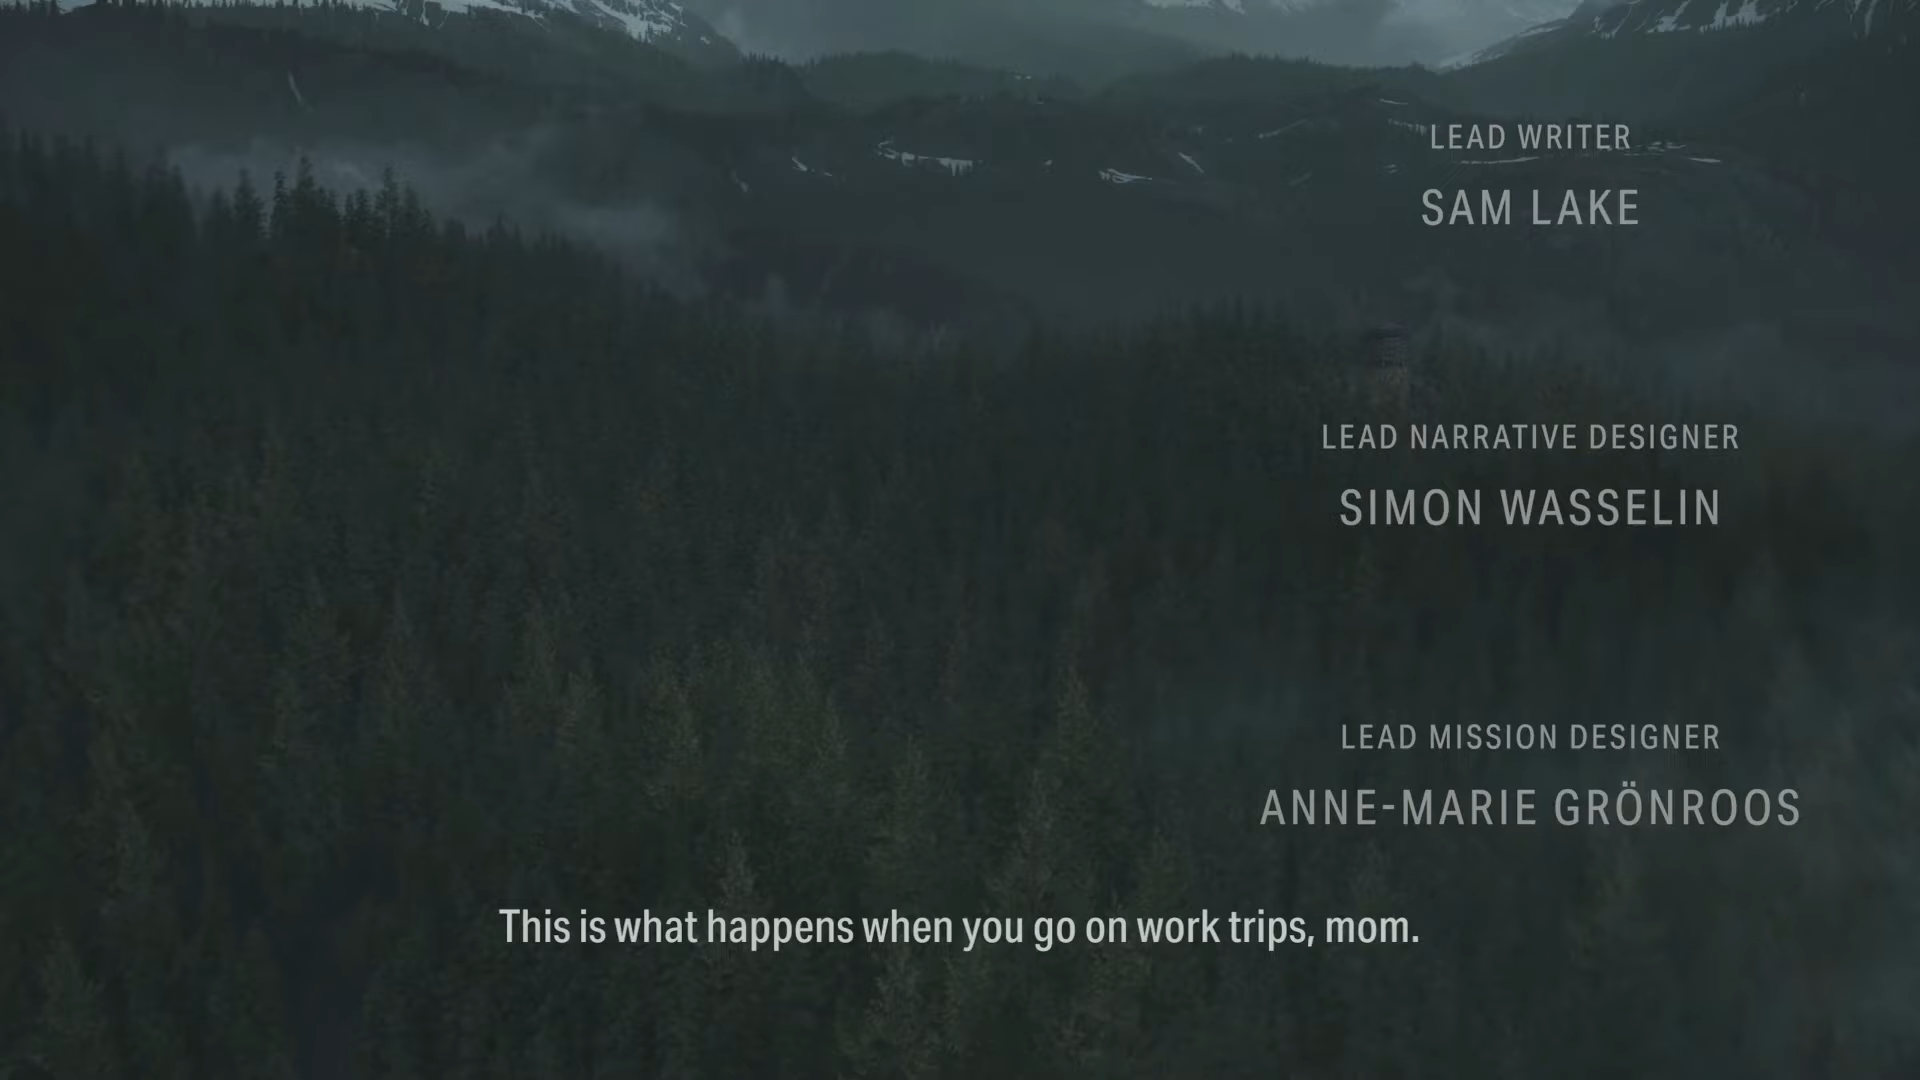 LEAD WRITER
SAM LAKE
LEAD NARRATIVE DESIGNER
SIMON WASSELIN
LEAD MISSION DESIGNER
ANNE-MARIE GRÖNROOS
This is what happens when you go on work trips, mom.